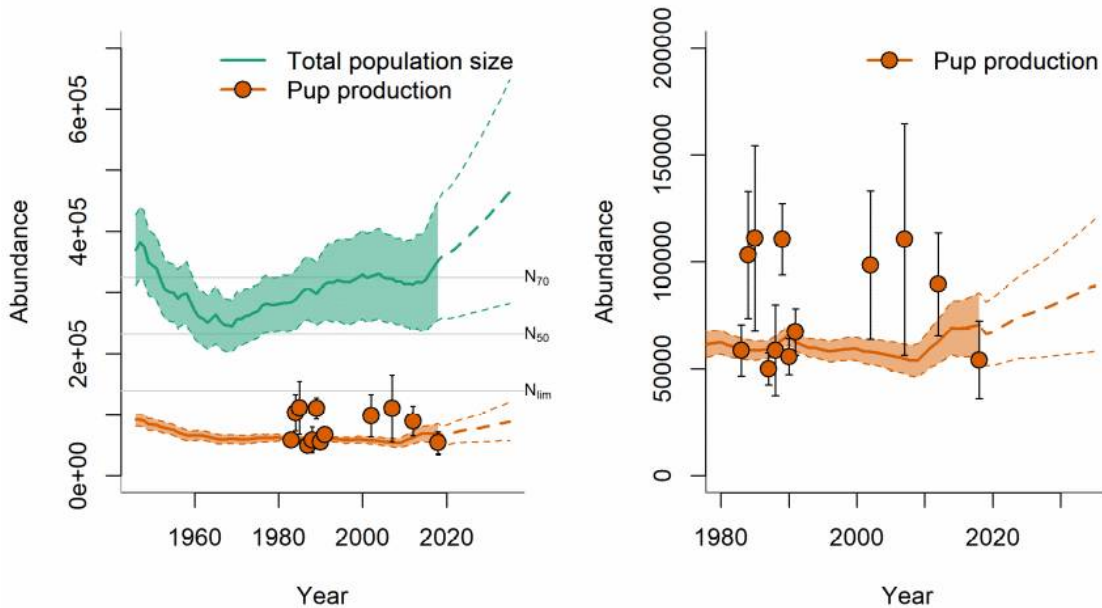 Total population size
Pup production
Abundance
6e+05
4e+05
2e+05
0e+00
N70
N50
Nlim
1960 1980 2000 2020
Year
Pup production
Abundance
200000
150000
100000
50000
0
1980 2000 2020
Year